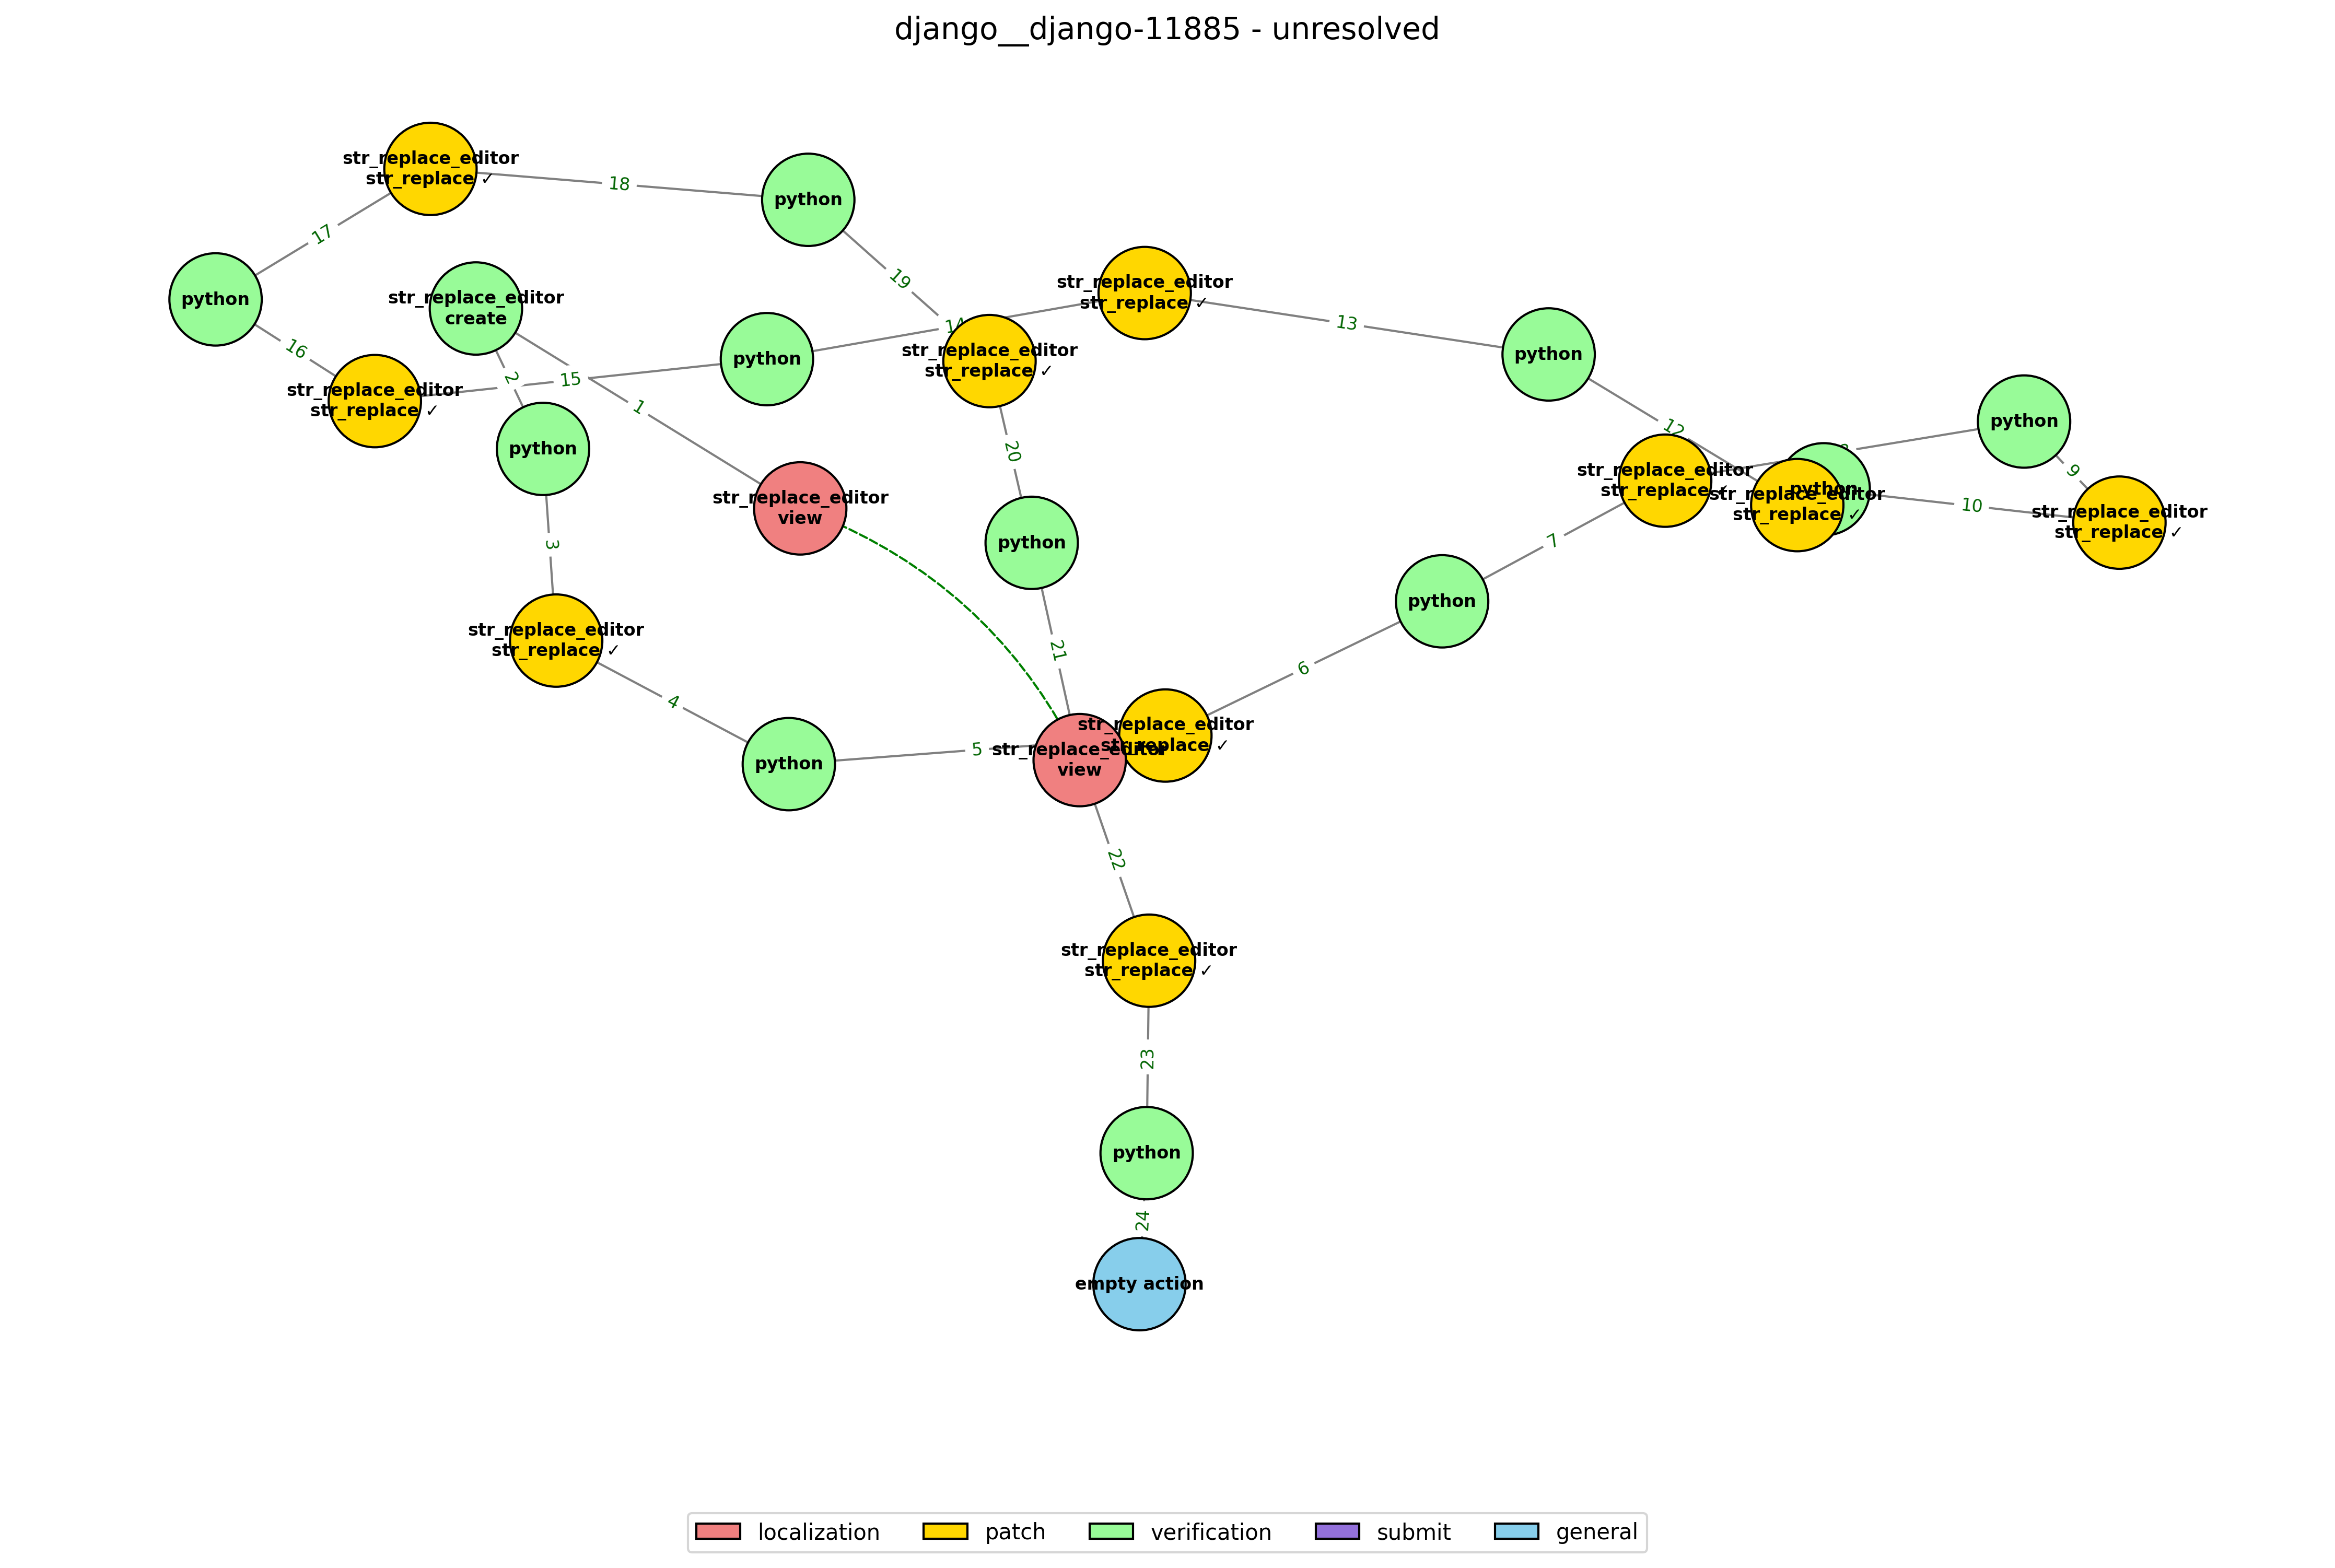 django__django-11885 - unresolved
str_replace_editor
str_replace ✓
18
python
17
python
19
str_replace_editor
create
str_replace_editor
str_replace ✓
13
14
python
16
str_replace_editor
str_replace ✓
python
str_replace_editor
str_replace ✓
2
15
1
12
python
python
20
9
str_replace_editor
str_replace
str_replace_editor
str_replace ✓
python
10
str_replace_editor
str_replace ✓
str_replace_editor
view
3
python
7
python
str_replace_editor
str_replace ✓
21
6
4
str_replace_editor
str_replace ✓
5
str_replace_editor
view
python
22
str_replace_editor
str_replace ✓
23
python
24
empty action
localization
patch
verification
submit
general